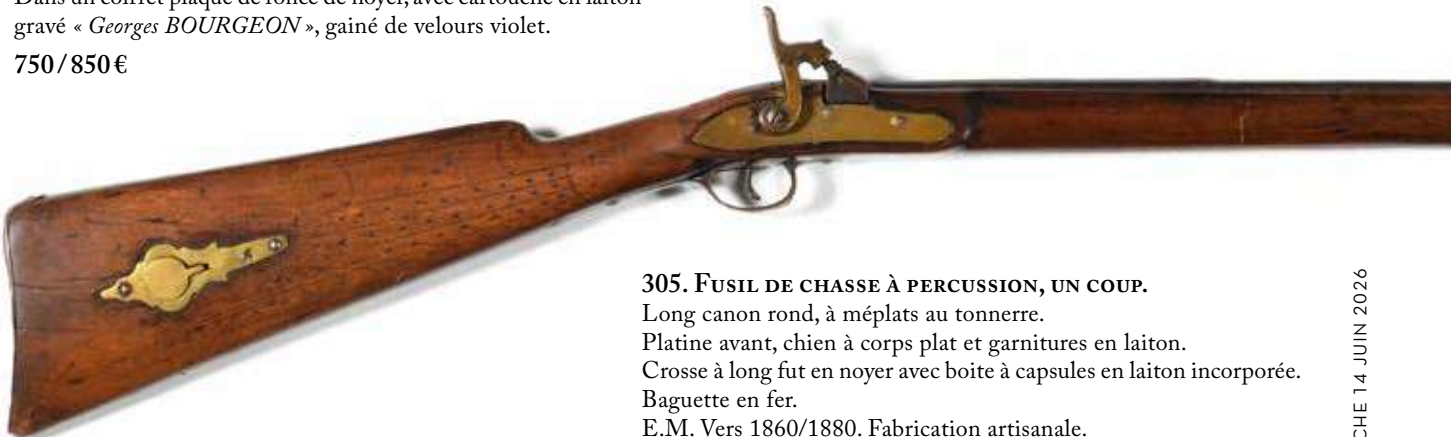 gravé « Georges BOURGEON », gainé de velours violet.
750/850 €
305. FUSIL DE CHASSE À PERCUSSION, UN COUP.
Long canon rond, à méplats au tonnerre.
Platine avant, chien à corps plat et garnitures en laiton.
Crosse à long fut en noyer avec boite à capsules en laiton incorporée.
Baguette en fer.
E.M. Vers 1860/1880. Fabrication artisanale.
CHE 14 JUIN 2026